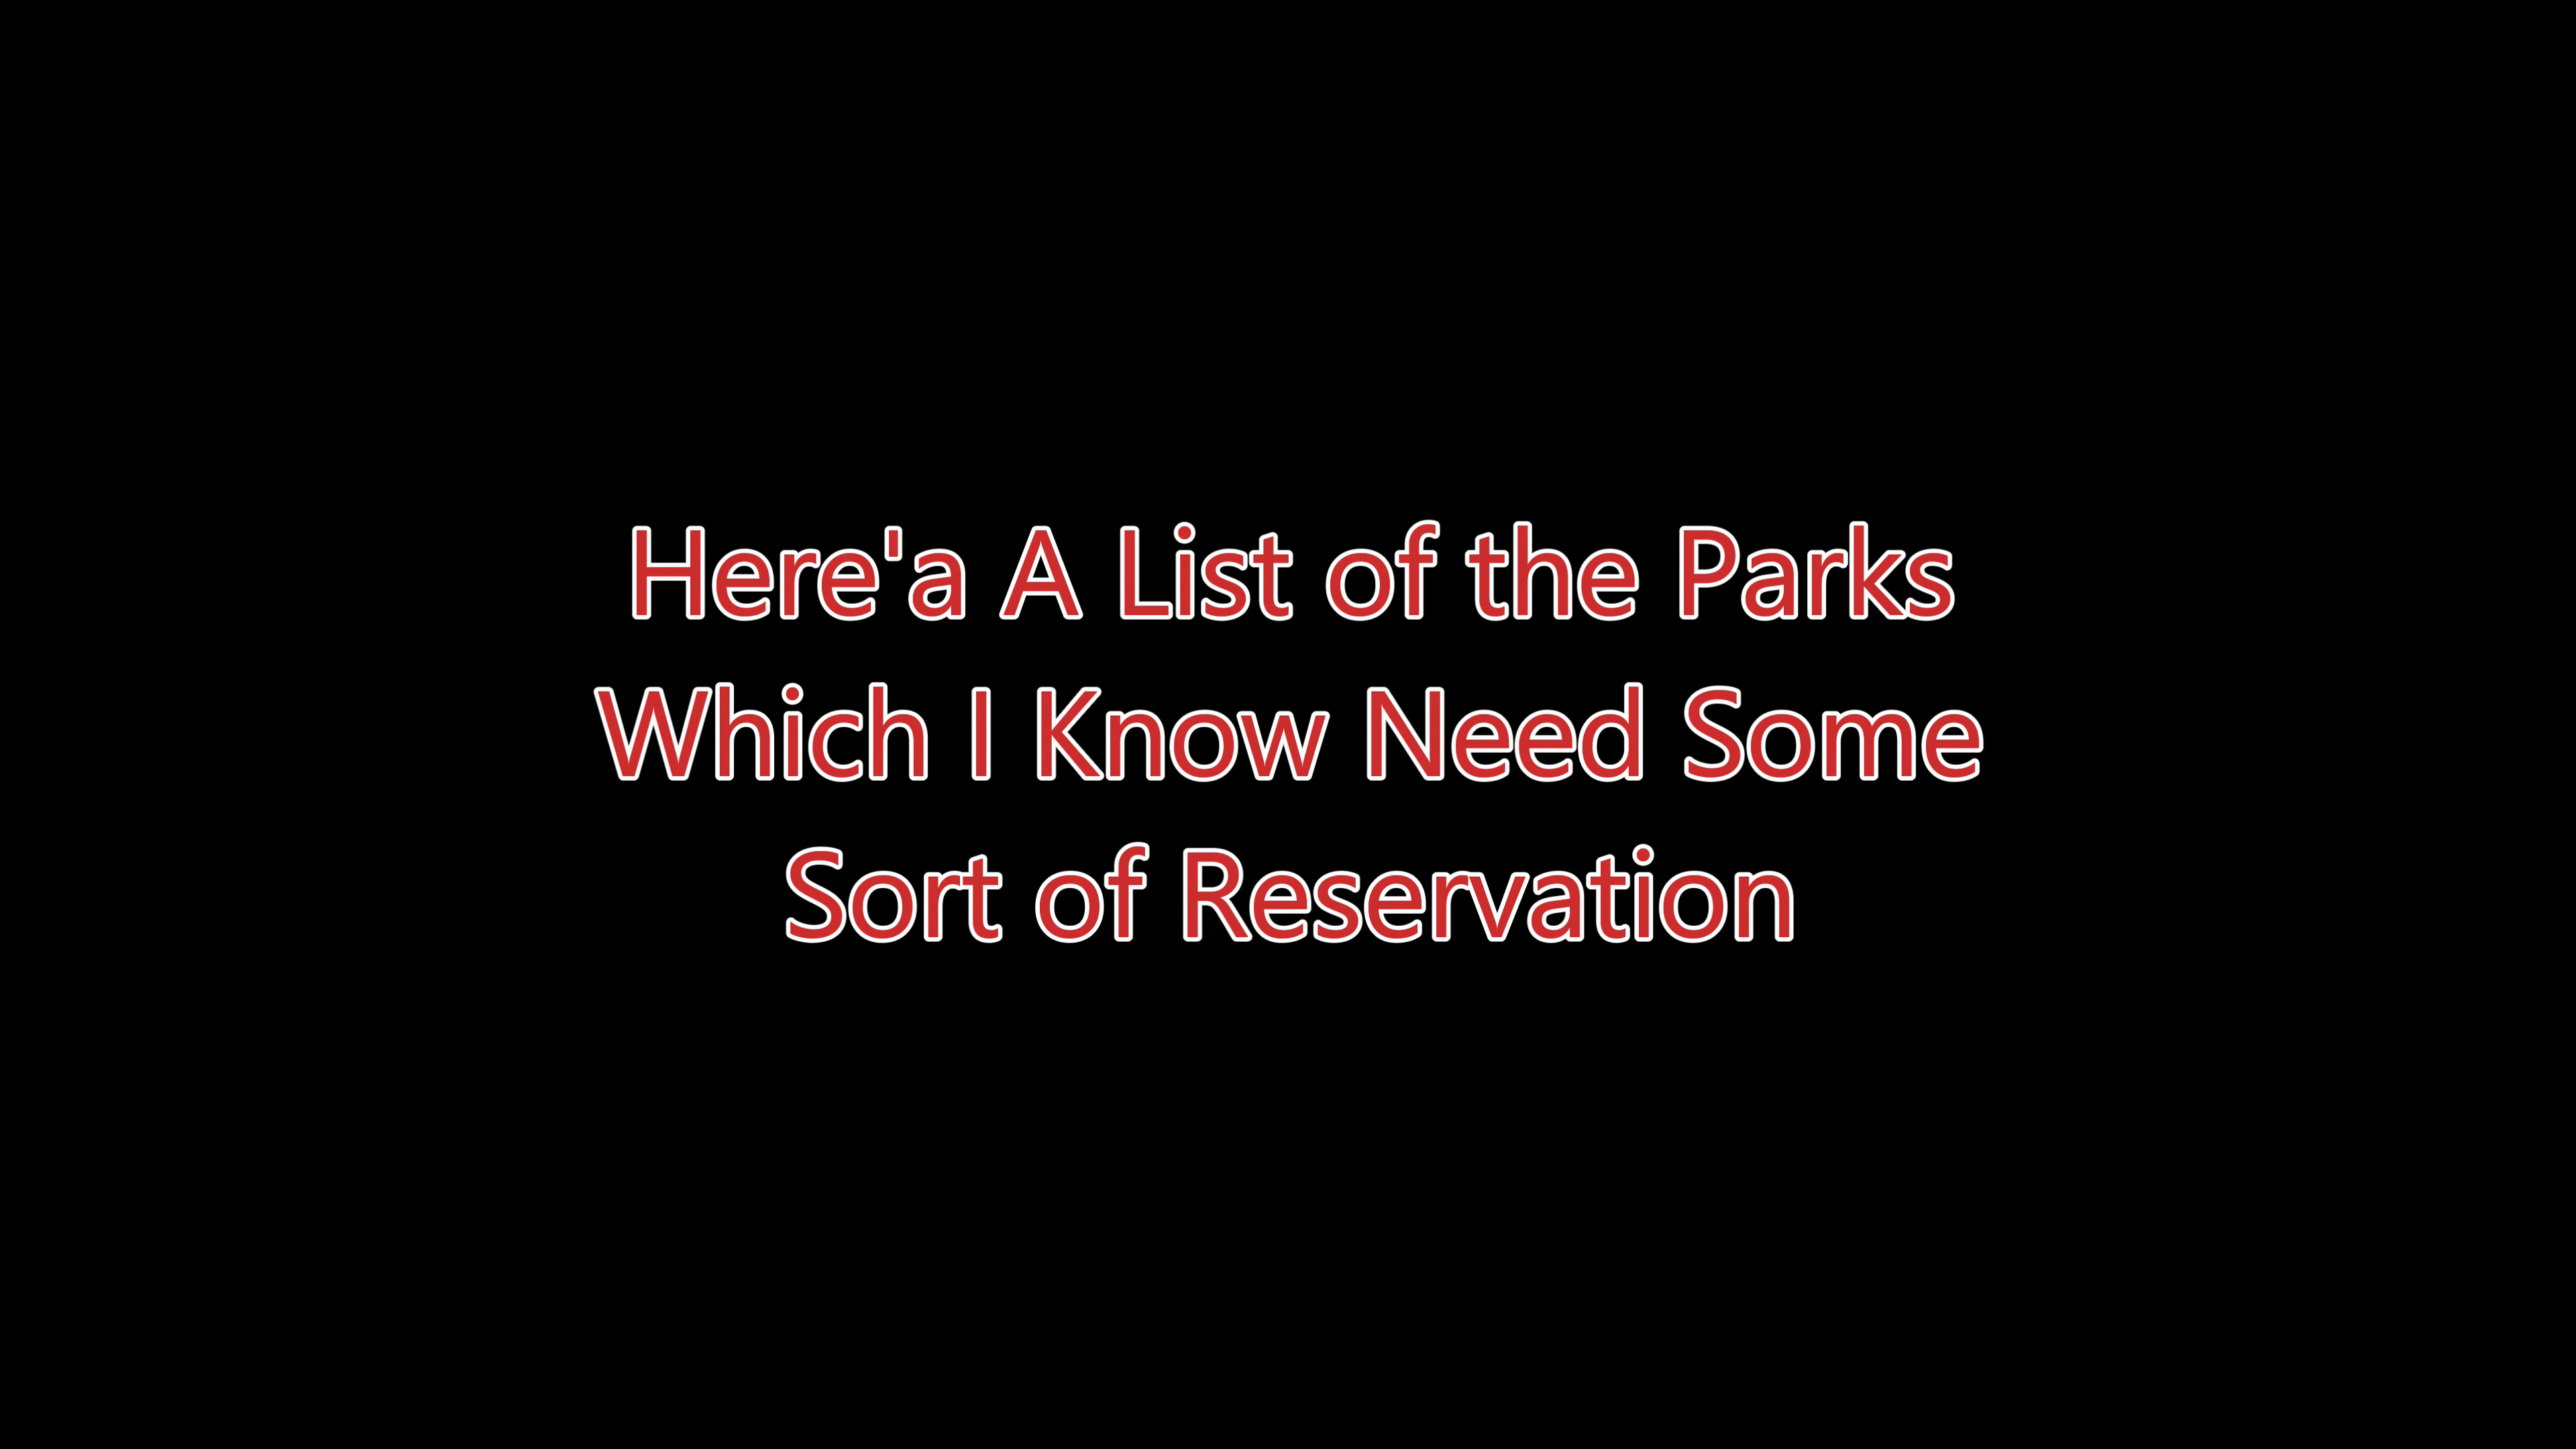 Here'a A List of the Parks
Which I Know Need Some
Sort of Reservation